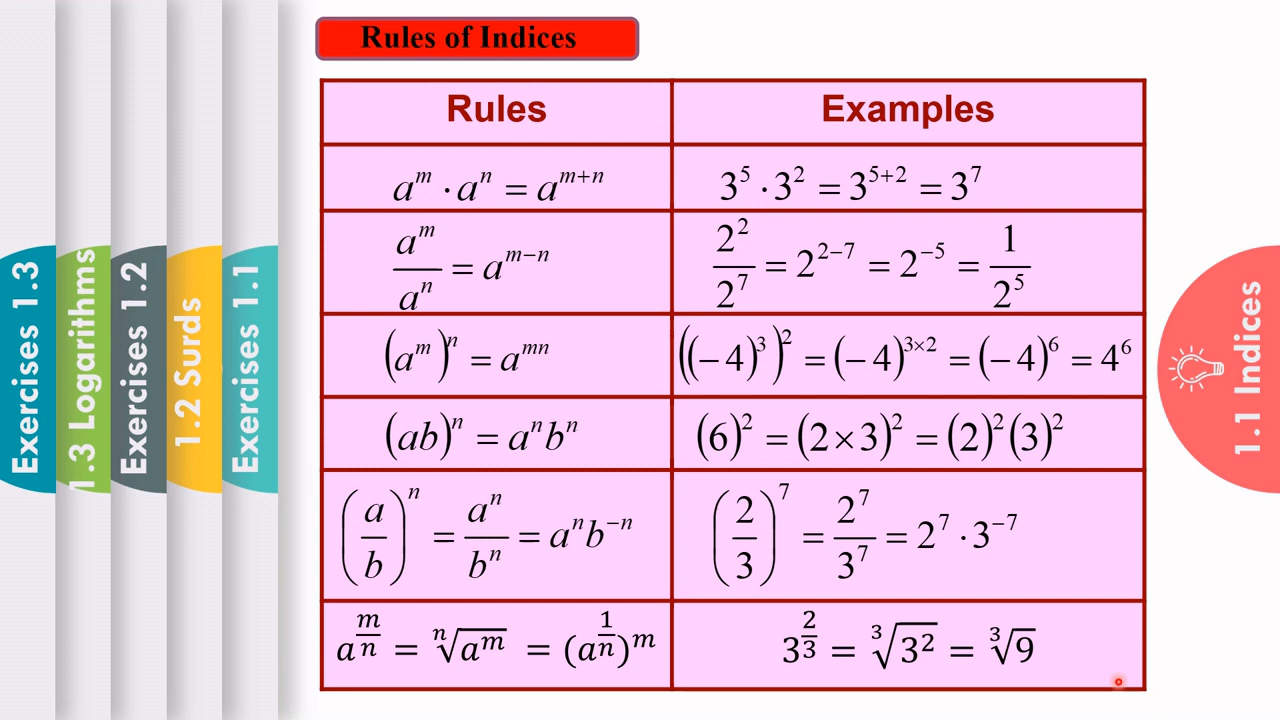 Rules of Indices
Rules
Examples
a^m · a^n = a^{m+n}
3^5 · 3^2 = 3^{5+2} = 3^7
a^m / a^n = a^{m−n}
2^2 / 2^7 = 2^{2−7} = 2^{−5} = 1 / 2^5
(a^m)^n = a^{mn}
((−4)^3)^2 = (−4)^{3×2} = (−4)^6 = 4^6
(ab)^n = a^n b^n
(6)^2 = (2×3)^2 = (2)^2 (3)^2
(a/b)^n = a^n / b^n = a^n b^{−n}
(2/3)^7 = 2^7 / 3^7 = 2^7 · 3^{−7}
a^{m/n} = ⁿ√(a^m) = (a^{1/n})^m
3^{2/3} = ³√(3^2) = ³√9
Exercises 1.3
1.3 Logarithms
Exercises 1.2
1.2 Surds
Exercises 1.1
1.1 Indices